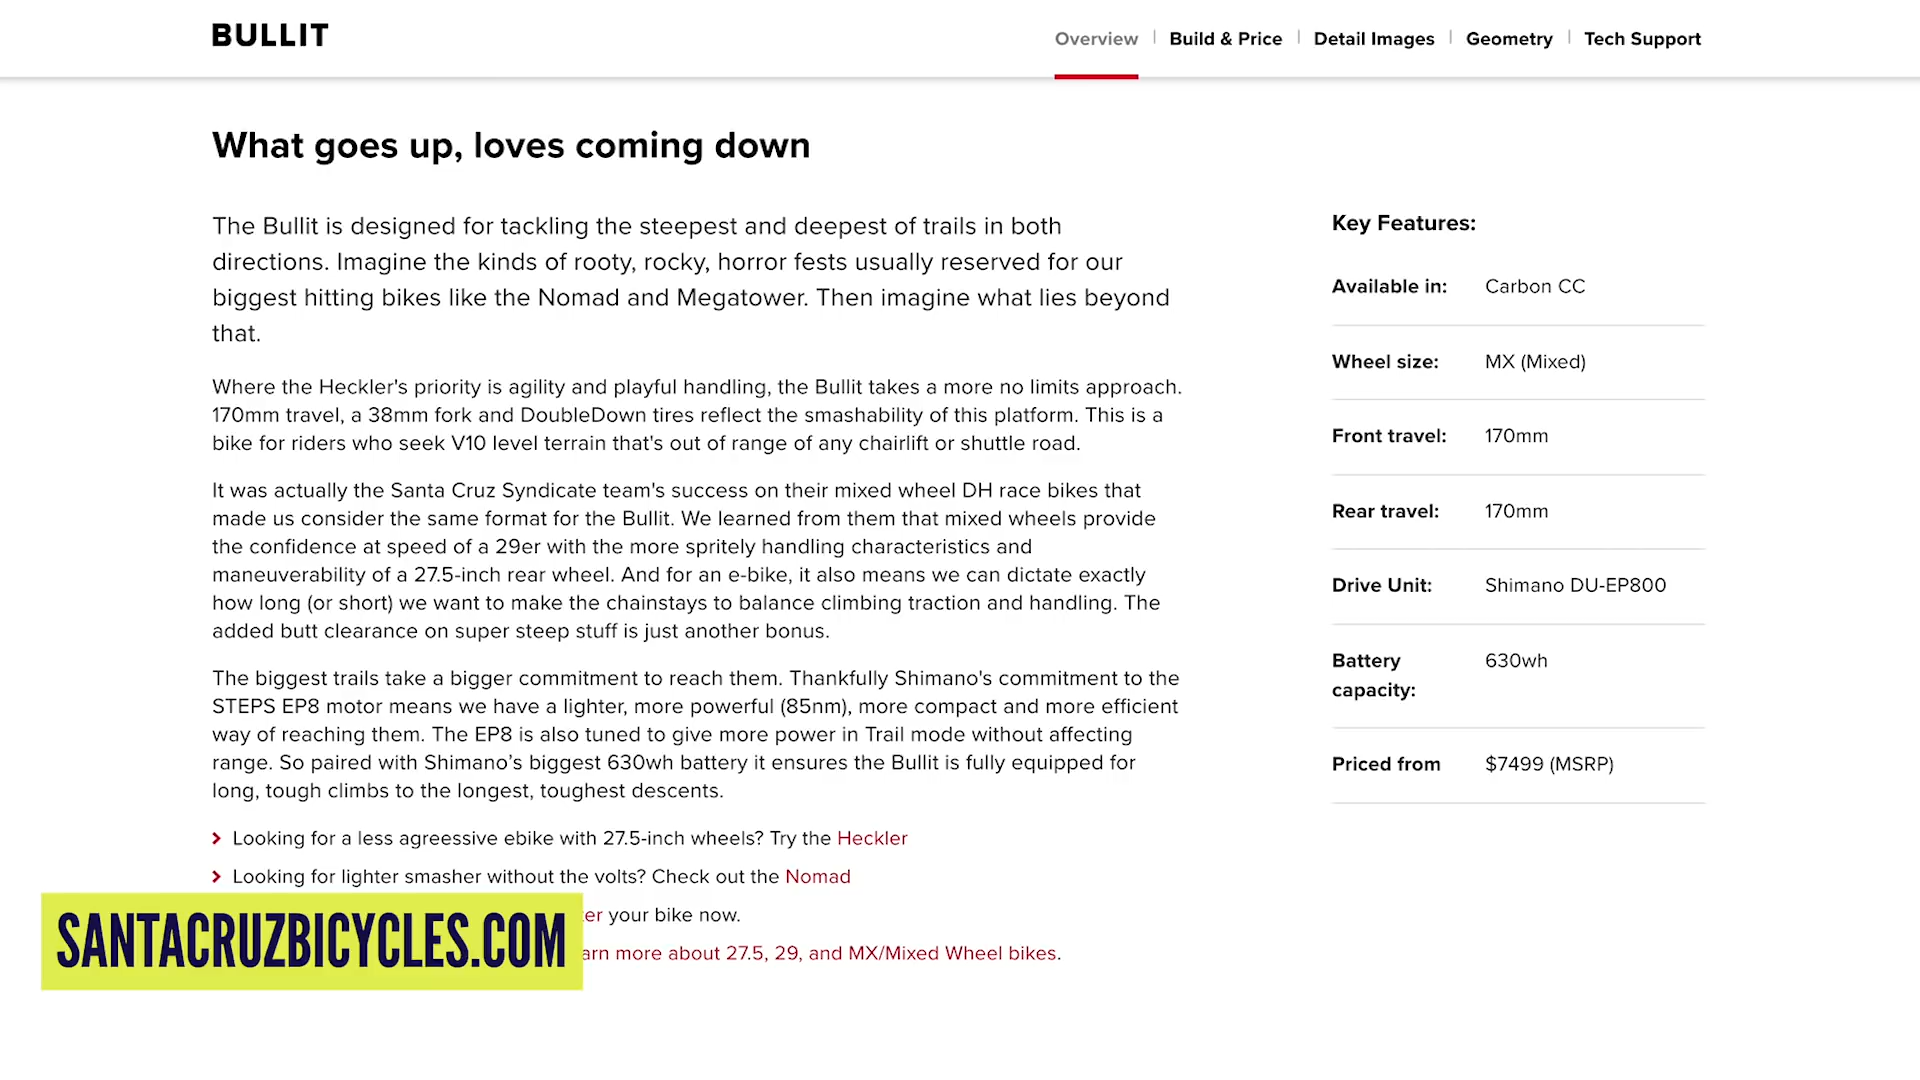 BULLIT
Overview
Build & Price
Detail Images
Geometry
Tech Support
What goes up, loves coming down
The Bullit is designed for tackling the steepest and deepest of trails in both
directions. Imagine the kinds of rooty, rocky, horror fests usually reserved for our
biggest hitting bikes like the Nomad and Megatower. Then imagine what lies beyond
that.
Where the Heckler's priority is agility and playful handling, the Bullit takes a more no limits approach.
170mm travel, a 38mm fork and DoubleDown tires reflect the smashability of this platform. This is a
bike for riders who seek V10 level terrain that's out of range of any chairlift or shuttle road.
It was actually the Santa Cruz Syndicate team's success on their mixed wheel DH race bikes that
made us consider the same format for the Bullit. We learned from them that mixed wheels provide
the confidence at speed of a 29er with the more spritely handling characteristics and
maneuverability of a 27.5-inch rear wheel. And for an e-bike, it also means we can dictate exactly
how long (or short) we want to make the chainstays to balance climbing traction and handling. The
added butt clearance on super steep stuff is just another bonus.
The biggest trails take a bigger commitment to reach them. Thankfully Shimano's commitment to the
STEPS EP8 motor means we have a lighter, more powerful (85nm), more compact and more efficient
way of reaching them. The EP8 is also tuned to give more power in Trail mode without affecting
range. So paired with Shimano’s biggest 630wh battery it ensures the Bullit is fully equipped for
long, tough climbs to the longest, toughest descents.
Looking for a less agreessive ebike with 27.5-inch wheels? Try the Heckler
Looking for lighter smasher without the volts? Check out the Nomad
your bike now.
more about 27.5, 29, and MX/Mixed Wheel bikes.
SANTACRUZBICYCLES.COM
Key Features:
Available in: Carbon CC
Wheel size: MX (Mixed)
Front travel: 170mm
Rear travel: 170mm
Drive Unit: Shimano DU-EP800
Battery 630wh
capacity:
Priced from $7499 (MSRP)